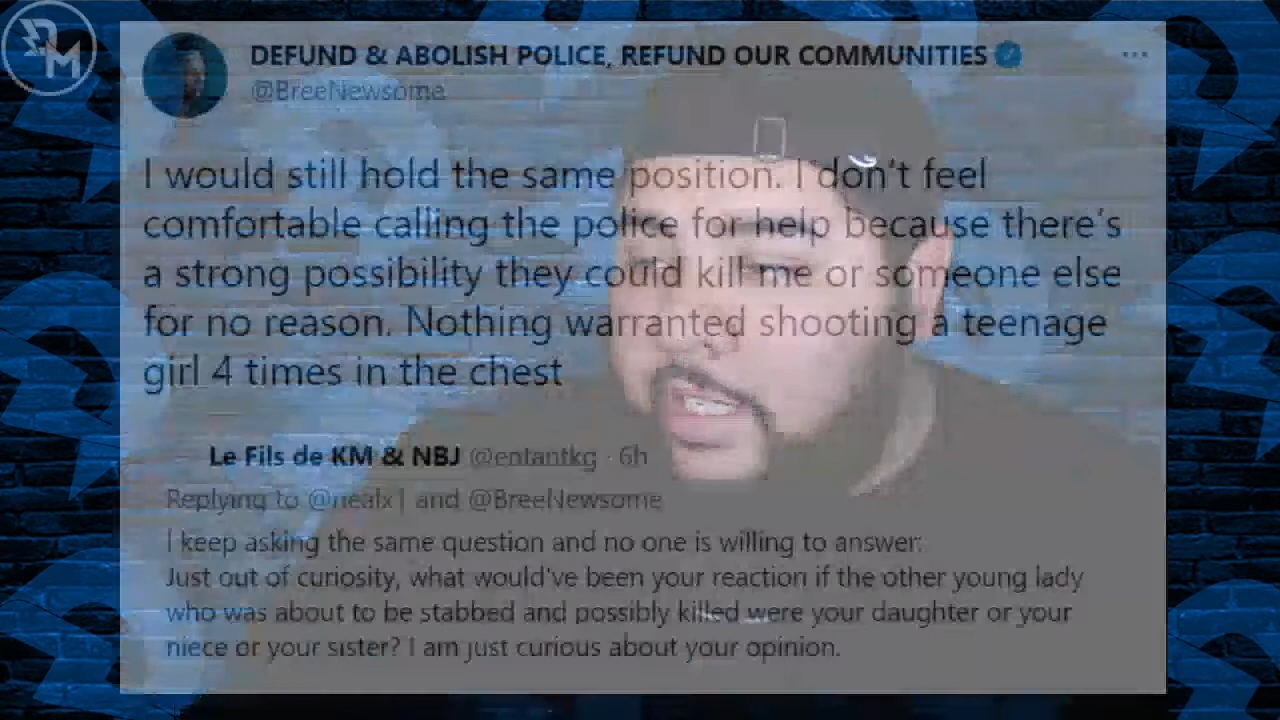 DEFUND & ABOLISH POLICE, REFUND OUR COMMUNITIES
@BreeNewsome
I would still hold the same position. I don't feel
comfortable calling the police for help because there's
a strong possibility they could kill me or someone else
for no reason. Nothing warranted shooting a teenage
girl 4 times in the chest
Le Fils de KM & NBJ @entantkg · 6h
Replying to and @BreeNewsome
I keep asking the same question and no one is willing to answer:
Just out of curiosity, what would've been your reaction if the other young lady
who was about to be stabbed and possibly killed were your daughter or your
niece or your sister? I am just curious about your opinion.